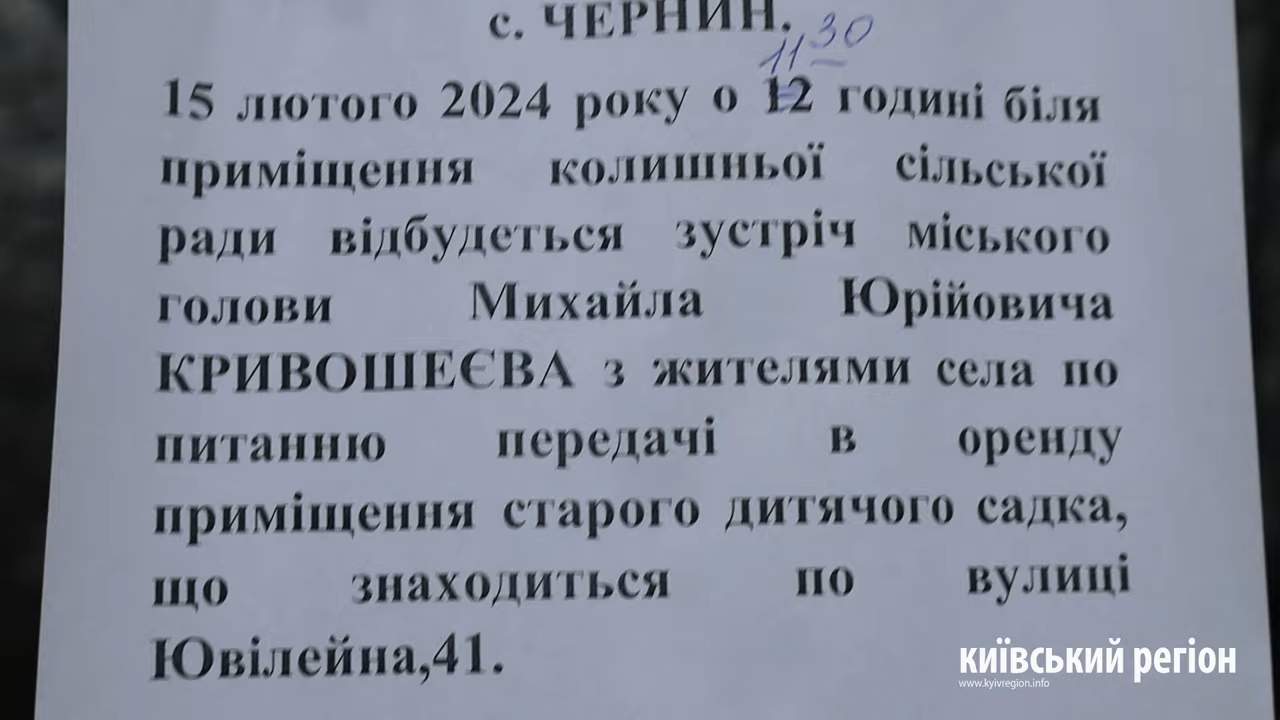 с. ЧЕРНИН.
11 30
15 лютого 2024 року о 12 годині біля
приміщення колишньої сільської
ради відбудеться зустріч міського
голови Михайла Юрійовича
КРИВОШЕЄВА з жителями села по
питанню передачі в оренду
приміщення старого дитячого садка,
що знаходиться по вулиці
Ювілейна,41.
київський регіон
www.kyivregion.info